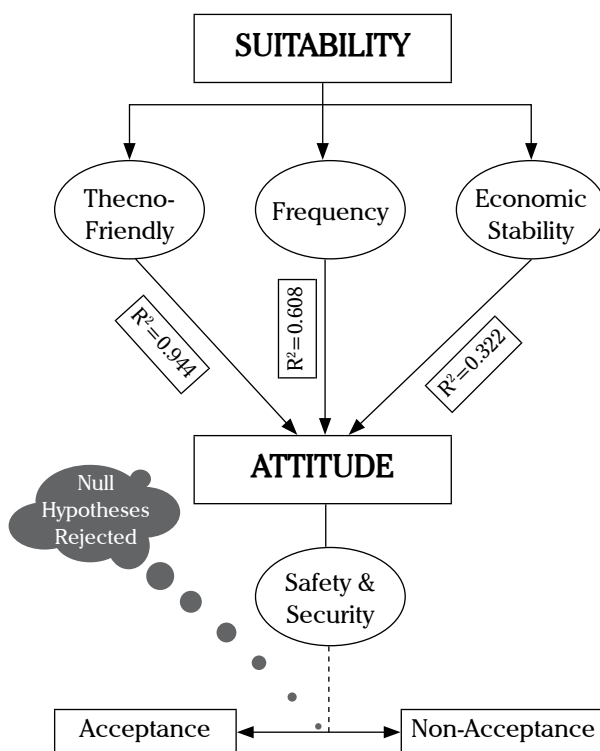 SUITABILITY
Thecno-
Friendly
Frequency
Economic
Stability
R²=0.944
R²=0.608
R²=0.322
ATTITUDE
Null
Hypotheses
Rejected
Safety &
Security
Acceptance
Non-Acceptance